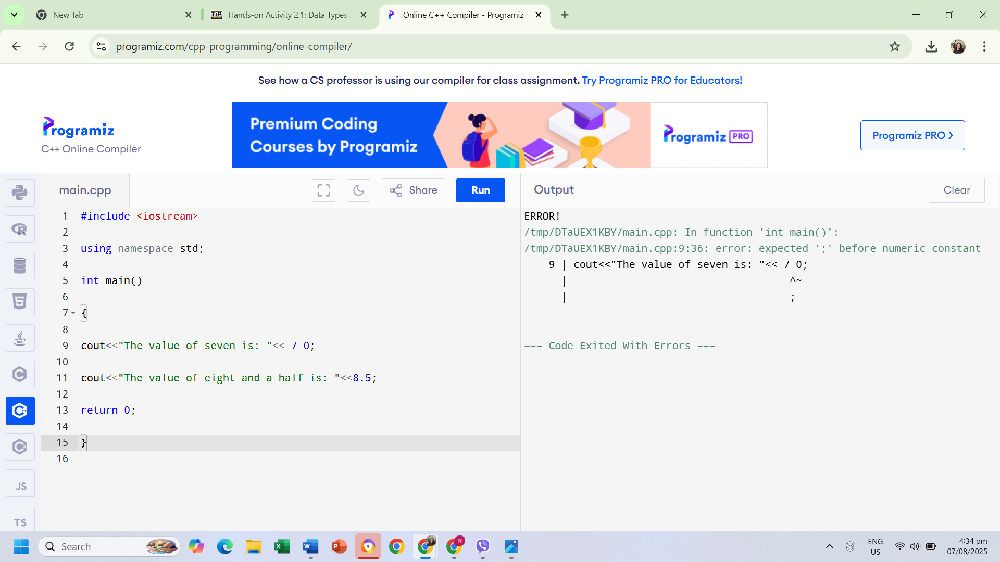 New Tab
Hands-on Activity 2.1: Data Types
Online C++ Compiler - Programiz
programiz.com/cpp-programming/online-compiler/
See how a CS professor is using our compiler for class assignment. Try Programiz PRO for Educators!
Programiz
C++ Online Compiler
Premium Coding
Courses by Programiz
Programiz PRO
Programiz PRO
main.cpp
Share
Run
Output
Clear
1 #include <iostream>
2
3 using namespace std;
4
5 int main()
6
7 {
8
9 cout<<"The value of seven is: "<< 7 0;
10
11 cout<<"The value of eight and a half is: "<<8.5;
12
13 return 0;
14
15 }
16
ERROR!
/tmp/DTaUEX1KBY/main.cpp: In function 'int main()':
/tmp/DTaUEX1KBY/main.cpp:9:36: error: expected ';' before numeric constant
9 | cout<<"The value of seven is: "<< 7 0;
| ^~
| ;
=== Code Exited With Errors ===
JS
TS
Search
ENG
US
4:34 pm
07/08/2025